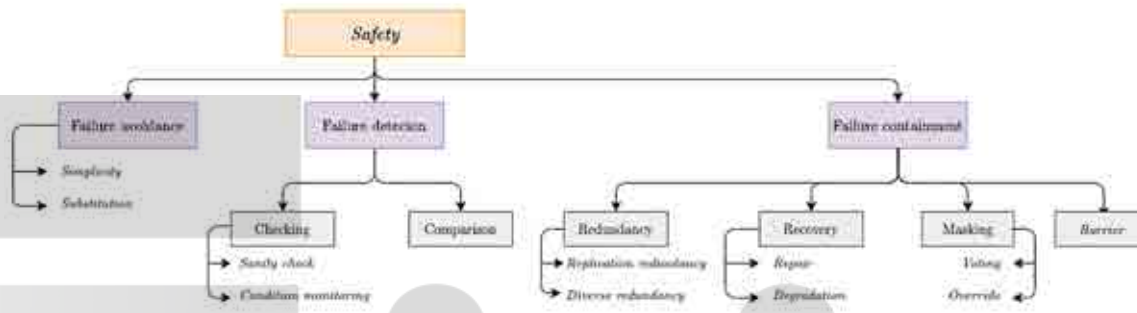 Safety
Failure avoidance
Failure detecion
Failure containment
Simplicity
Substitution
Checking
Comparison
Redundancy
Recovery
Masking
Barrier
Sanity check
Condition monitoring
Replication redundancy
Diverse redundancy
Repair
Degradation
Voting
Override